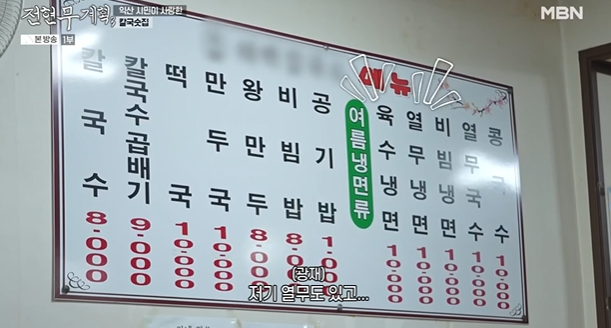 전현무계획
익산 시민이 사랑한
칼국숫집
본 방송 1부
MBN
메뉴
칼국수 8.000
칼국수곱배기 9.000
떡국 10.000
만두국 10.000
왕만두 8.000
비빔밥 8.000
공기밥 1.000
여름냉면류
육수냉면 10.000
열무냉면 10.000
비빔냉면 10.000
열무국수 10.000
콩국수 10.000
(광재)
저기 열무도 있고...